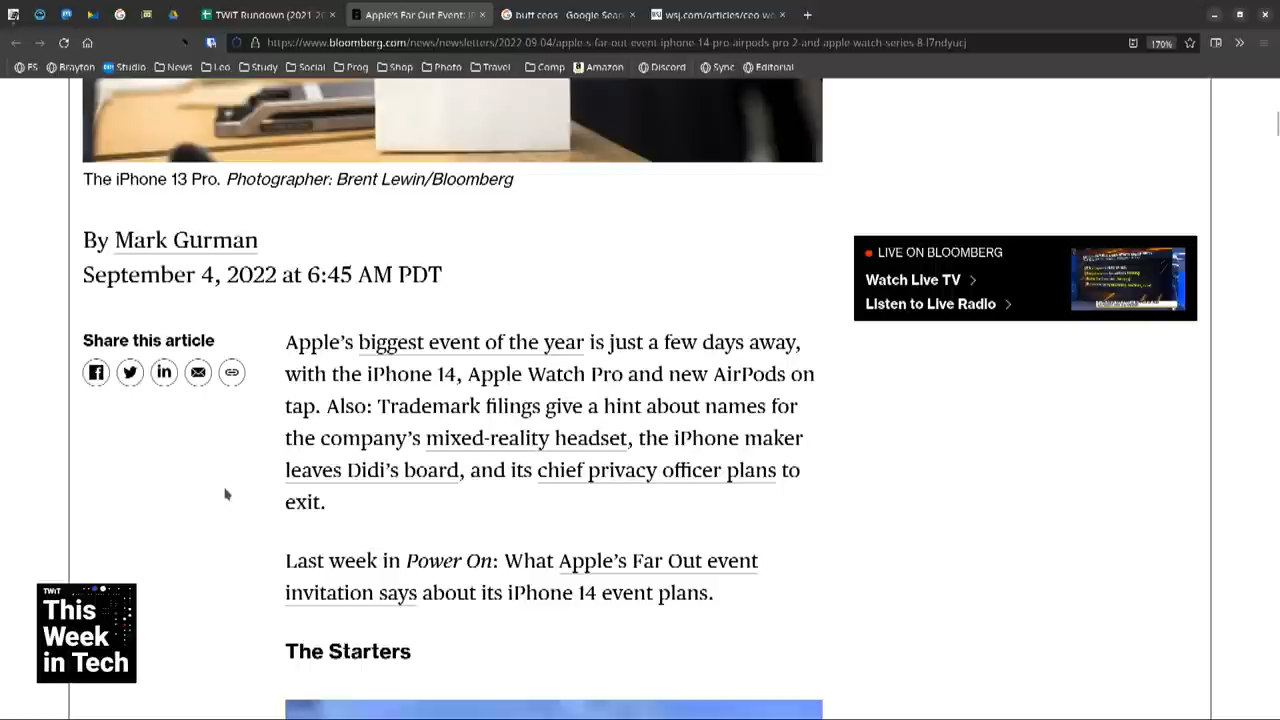 TWiT Rundown (2021-20
Apple's Far Out Event: iP
buff ceos - Google Searc
wsj.com/articles/ceo-wo
https://www.bloomberg.com/news/newsletters/2022-09-04/apple-s-far-out-event-iphone-14-pro-airpods-pro-2-and-apple-watch-series-8-l7ndyucj
170%
FS
Brayton
Studio
News
Leo
Study
Social
Prog
Shop
Photo
Travel
Comp
Amazon
Discord
Sync
Editorial
The iPhone 13 Pro. Photographer: Brent Lewin/Bloomberg
By Mark Gurman
September 4, 2022 at 6:45 AM PDT
LIVE ON BLOOMBERG
Watch Live TV
Listen to Live Radio
Share this article
Apple's biggest event of the year is just a few days away,
with the iPhone 14, Apple Watch Pro and new AirPods on
tap. Also: Trademark filings give a hint about names for
the company's mixed-reality headset, the iPhone maker
leaves Didi's board, and its chief privacy officer plans to
exit.
Last week in Power On: What Apple's Far Out event
invitation says about its iPhone 14 event plans.
The Starters
TWiT
This
Week
in Tech